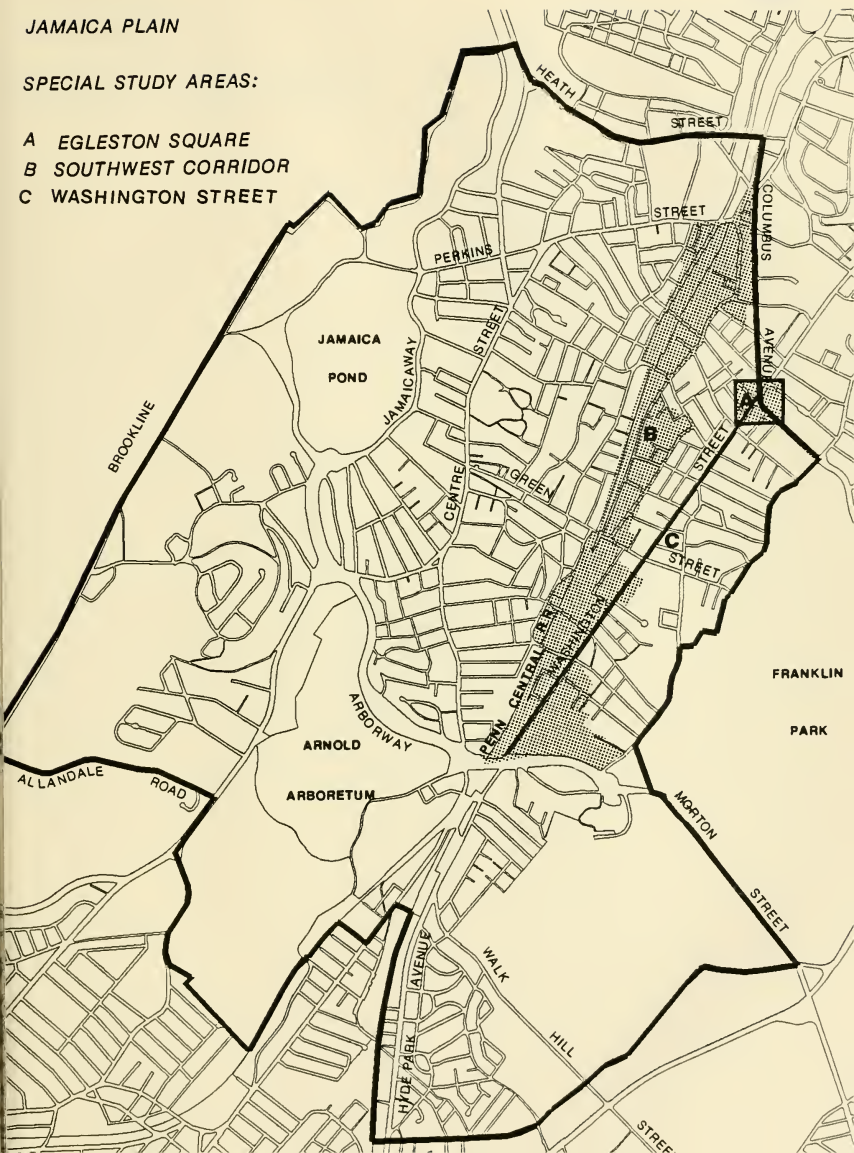 JAMAICA PLAIN
SPECIAL STUDY AREAS:
A EGLESTON SQUARE
B SOUTHWEST CORRIDOR
C WASHINGTON STREET
HEATH
STREET
COLUMBUS
AVENUE
STREET
PERKINS
STREET
JAMAICA
POND
JAMAICAWAY
BROOKLINE
A
B
STREET
CENTRE
GREEN
C
STREET
WASHINGTON
PENN CENTRAL R.R.
FRANKLIN
PARK
ARBORWAY
ARNOLD
ARBORETUM
ALLANDALE
ROAD
MORTON
STREET
WALK
HILL
STREET
HYDE PARK
AVENUE